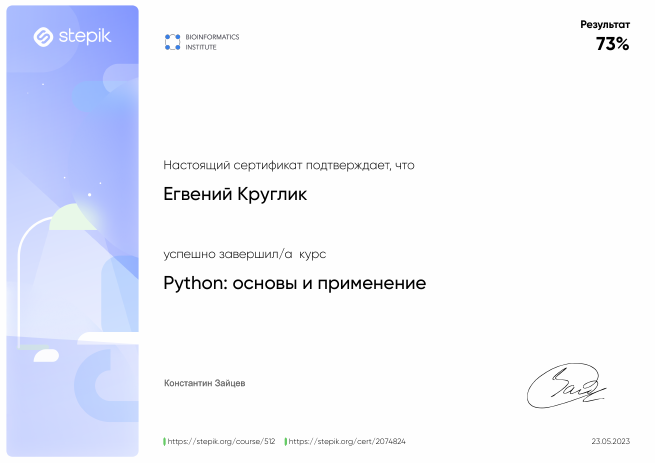 stepik
BIOINFORMATICS
INSTITUTE
Результат
73%
Настоящий сертификат подтверждает, что
Егвений Круглик
успешно завершил/а курс
Python: основы и применение
Константин Зайцев
https://stepik.org/course/512 https://stepik.org/cert/2074824
23.05.2023